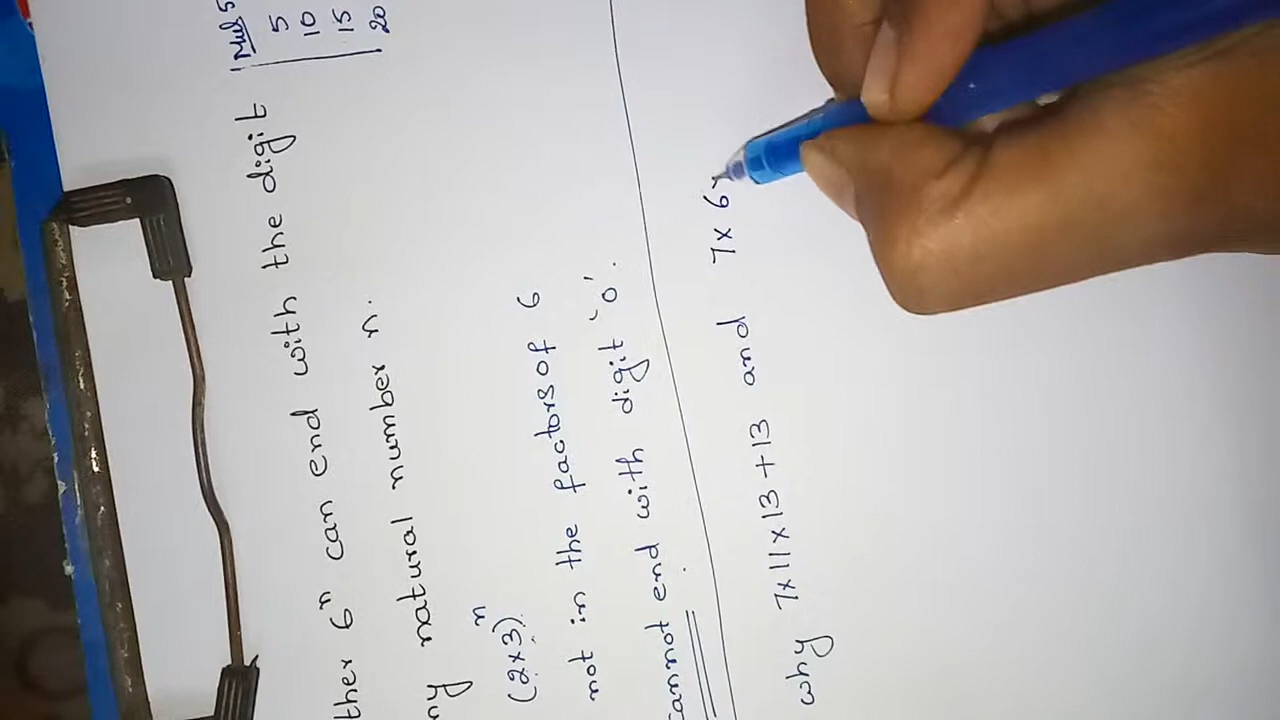 ther 6ⁿ can end with the digit
ny natural number n.
Mul 5
5
10
15
20
(2×3)ⁿ
not in the factors of 6
cannot end with digit '0'.
why 7×11×13+13 and 7×6